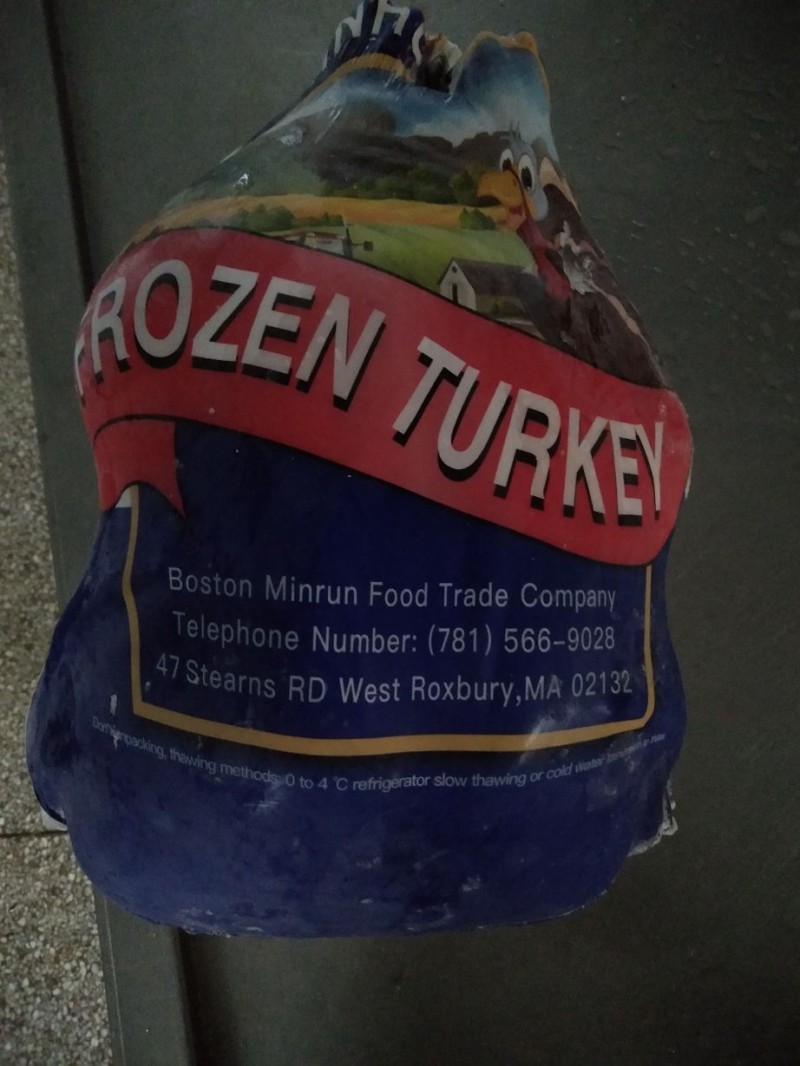 FROZEN TURKEY
Boston Minrun Food Trade Company
Telephone Number: (781) 566-9028
47 Stearns RD West Roxbury,MA 02132
thawing methods: 0 to 4 °C refrigerator slow thawing or cold water